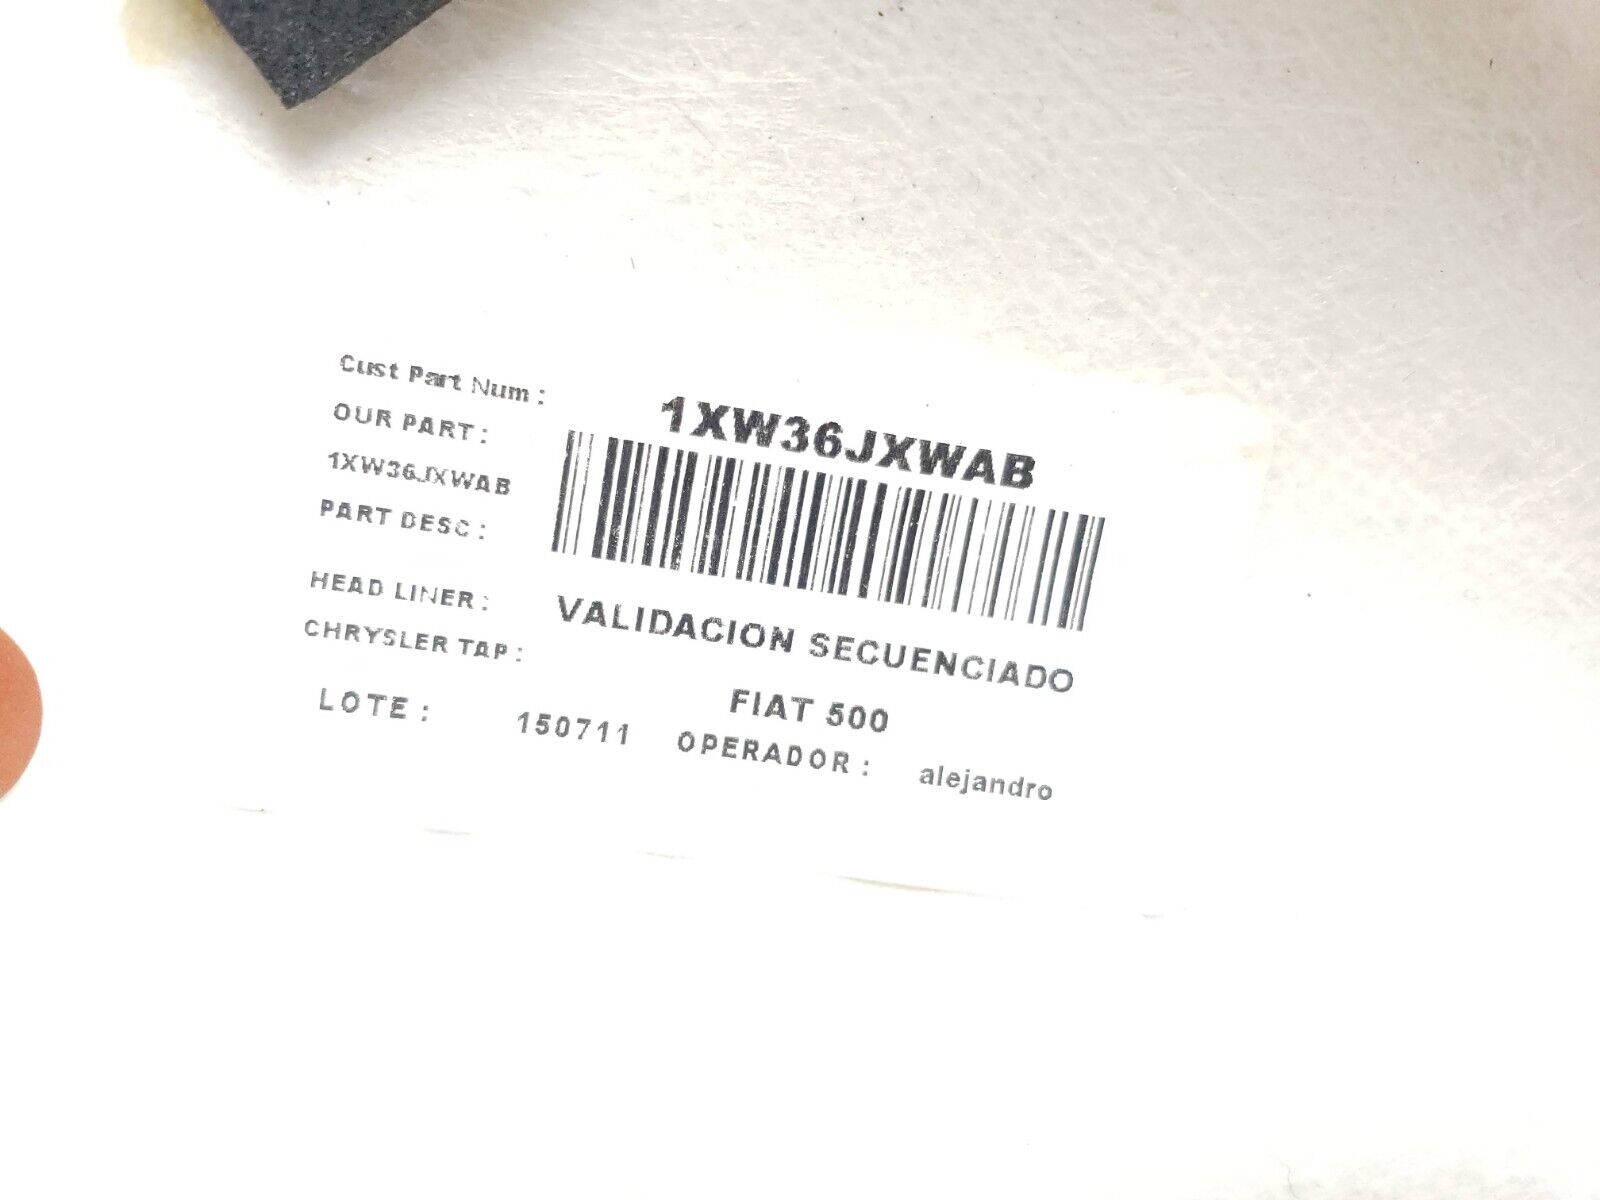 Cust Part Num :
1XW36JXWAB
OUR PART :
1XW36JXWAB
PART DESC :
HEAD LINER :
VALIDACION SECUENCIADO
CHRYSLER TAP :
FIAT 500
LOTE : 150711 OPERADOR : alejandro